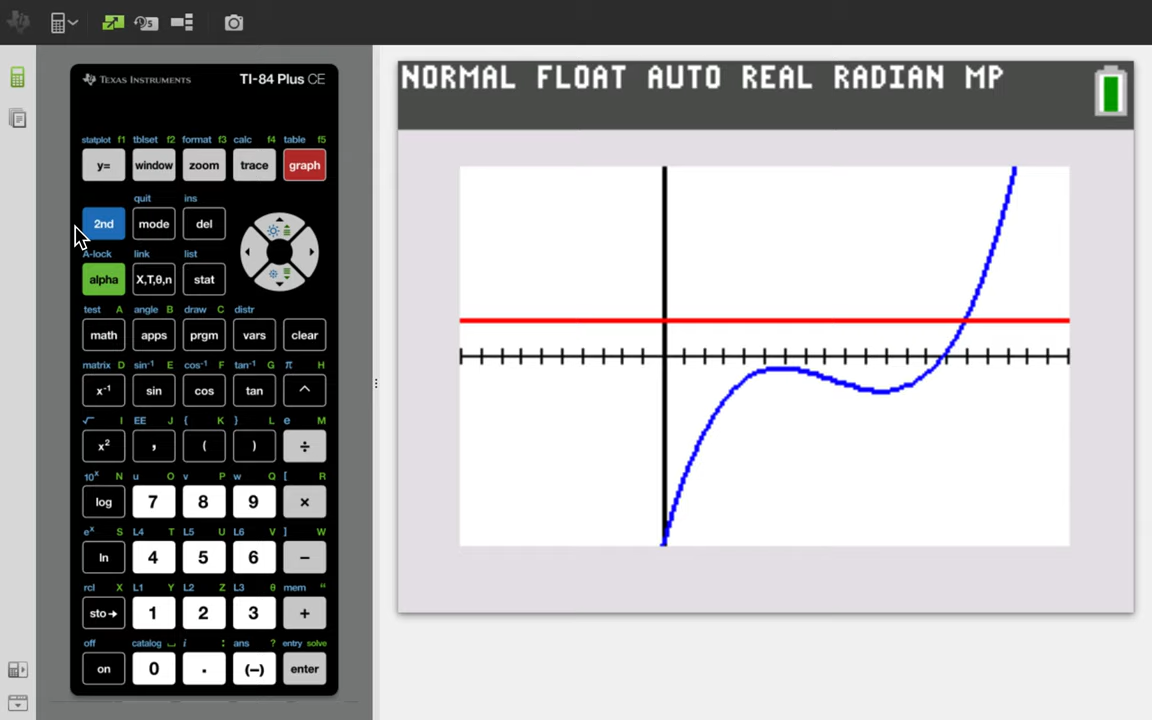 NORMAL FLOAT AUTO REAL RADIAN MP
TEXAS INSTRUMENTS TI-84 Plus CE
statplot f1 tblset f2 format f3 calc f4 table f5
y= window zoom trace graph
quit ins
2nd mode del
A-lock link list
alpha X,T,θ,n stat
test A angle B draw C distr
math apps prgm vars clear
matrix D sin⁻¹ E cos⁻¹ F tan⁻¹ G π H
x⁻¹ sin cos tan ^
√ I EE J { K } L e M
x² , ( ) ÷
10ˣ N u O v P w Q [ R
log 7 8 9 ×
eˣ S L4 T L5 U L6 V ] W
ln 4 5 6 −
rcl X L1 Y L2 Z L3 θ mem "
sto→ 1 2 3 +
off catalog ⎵ i : ans ? entry solve
on 0 . (−) enter